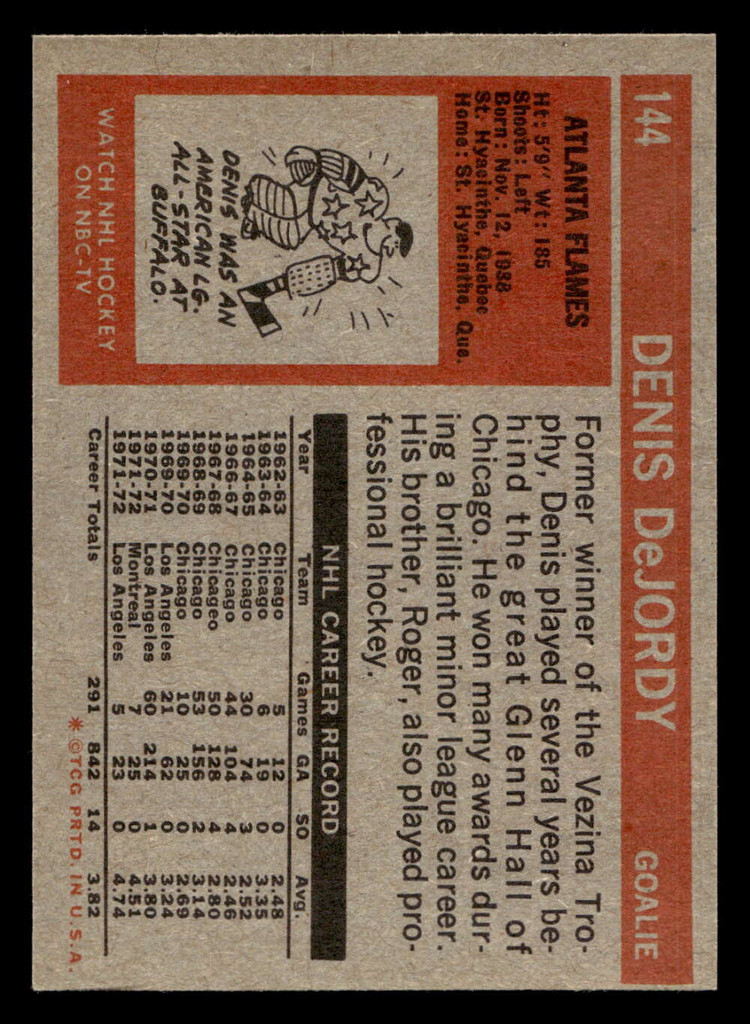 144 DENIS DeJORDY GOALIE
ATLANTA FLAMES
Ht: 5'9" Wt: 185
Shoots: Left
Born: Nov. 12, 1938
St. Hyacinthe, Quebec
Home: St. Hyacinthe, Que.
DENIS WAS AN
AMERICAN LG.
ALL-STAR AT
BUFFALO.
WATCH NHL HOCKEY
ON NBC-TV
Former winner of the Vezina Tro-
phy, Denis played several years be-
hind the great Glenn Hall of
Chicago. He won many awards dur-
ing a brilliant minor league career.
His brother, Roger, also played pro-
fessional hockey.
NHL CAREER RECORD
Year Team Games GA SO Avg.
1962-63 Chicago 5 12 0 2.48
1963-64 Chicago 6 19 0 3.35
1964-65 Chicago 30 74 3 2.52
1966-67 Chicago 44 104 4 2.46
1967-68 Chicageo 50 128 4 2.80
1968-69 Chicago 53 156 2 3.14
1969-70 Chicago 10 25 0 2.69
1969-70 Los Angeles 21 62 0 3.24
1970-71 Los Angeles 60 214 1 3.80
1971-72 Montreal 7 25 0 4.51
1971-72 Los Angeles 5 23 0 4.74
Career Totals 291 842 14 3.82
* ©TCG PRTD. IN U.S.A.